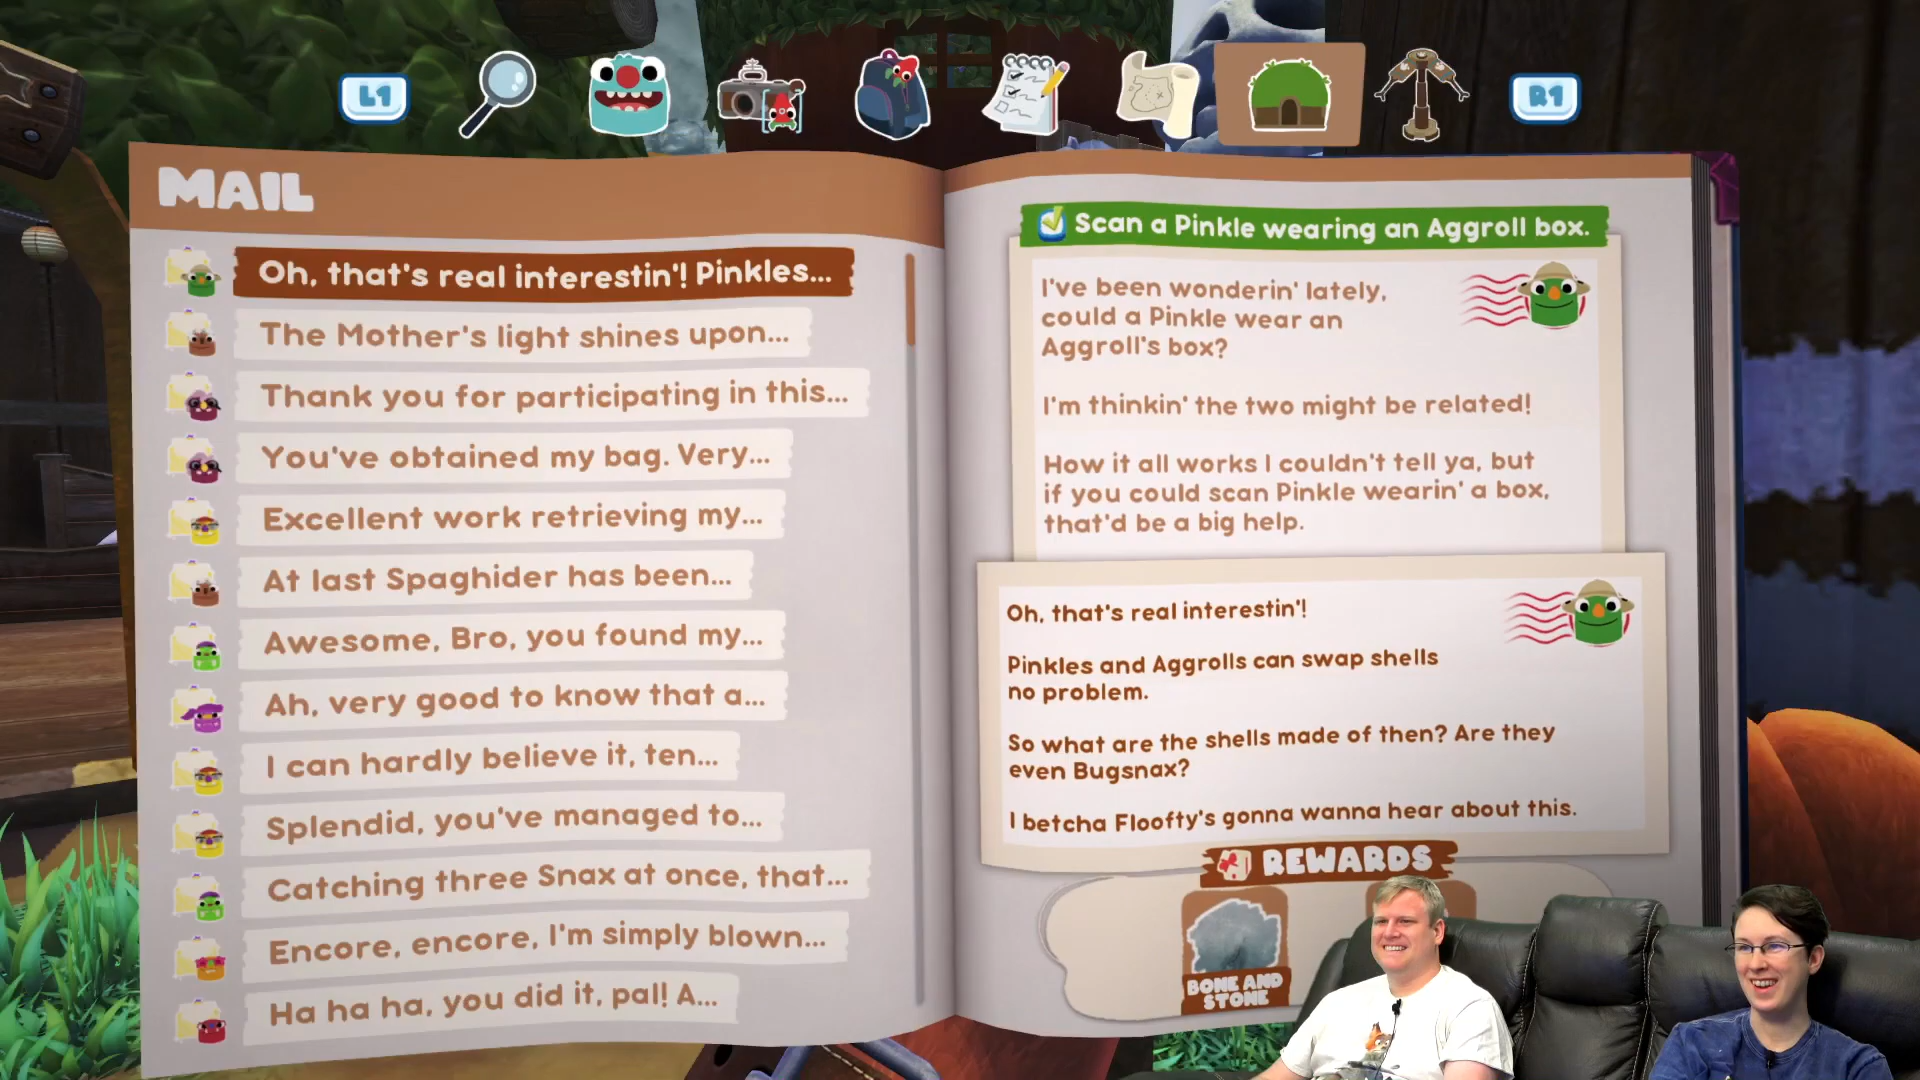 L1
R1
MAIL
Oh, that's real interestin'! Pinkles...
The Mother's light shines upon...
Thank you for participating in this...
You've obtained my bag. Very...
Excellent work retrieving my...
At last Spaghider has been...
Awesome, Bro, you found my...
Ah, very good to know that a...
I can hardly believe it, ten...
Splendid, you've managed to...
Catching three Snax at once, that...
Encore, encore, I'm simply blown...
Ha ha ha, you did it, pal! A...
Scan a Pinkle wearing an Aggroll box.
I've been wonderin' lately,
could a Pinkle wear an
Aggroll's box?
I'm thinkin' the two might be related!
How it all works I couldn't tell ya, but
if you could scan Pinkle wearin' a box,
that'd be a big help.
Oh, that's real interestin'!
Pinkles and Aggrolls can swap shells
no problem.
So what are the shells made of then? Are they
even Bugsnax?
I betcha Floofty's gonna wanna hear about this.
REWARDS
BONE AND
STONE